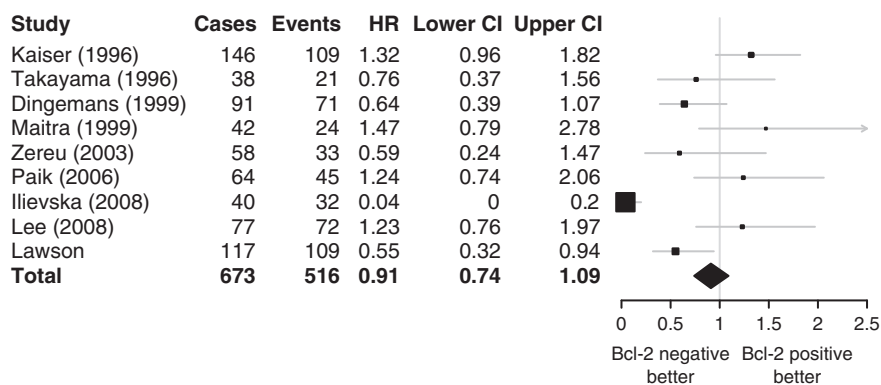 Study Cases Events HR Lower CI Upper CI
Kaiser (1996) 146 109 1.32 0.96 1.82
Takayama (1996) 38 21 0.76 0.37 1.56
Dingemans (1999) 91 71 0.64 0.39 1.07
Maitra (1999) 42 24 1.47 0.79 2.78
Zereu (2003) 58 33 0.59 0.24 1.47
Paik (2006) 64 45 1.24 0.74 2.06
Ilievska (2008) 40 32 0.04 0 0.2
Lee (2008) 77 72 1.23 0.76 1.97
Lawson 117 109 0.55 0.32 0.94
Total 673 516 0.91 0.74 1.09
0 0.5 1 1.5 2 2.5
Bcl-2 negative Bcl-2 positive
better better